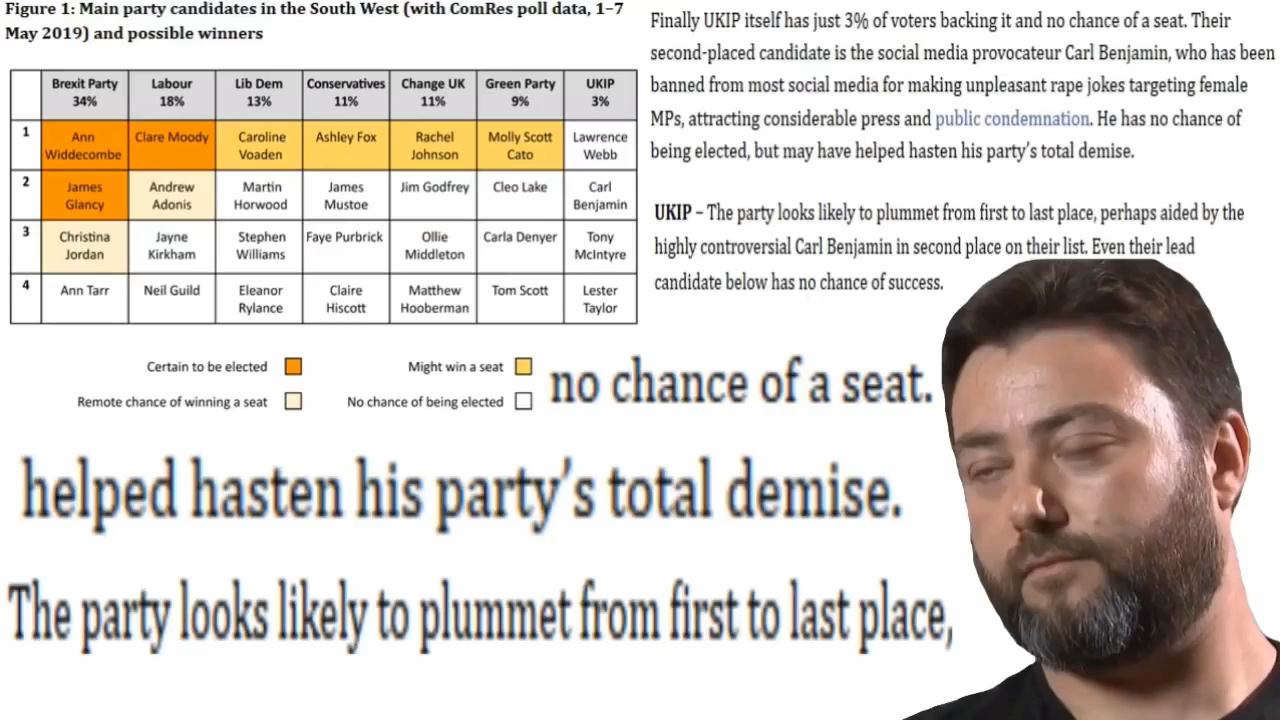 Figure 1: Main party candidates in the South West (with ComRes poll data, 1–7
May 2019) and possible winners
Brexit Party Labour Lib Dem Conservatives Change UK Green Party UKIP
34% 18% 13% 11% 11% 9% 3%
1 Ann Clare Moody Caroline Ashley Fox Rachel Molly Scott Lawrence
Widdecombe Voaden Johnson Cato Webb
2 James Andrew Martin James Jim Godfrey Cleo Lake Carl
Glancy Adonis Horwood Mustoe Benjamin
3 Christina Jayne Stephen Faye Purbrick Ollie Carla Denyer Tony
Jordan Kirkham Williams Middleton McIntyre
4 Ann Tarr Neil Guild Eleanor Claire Matthew Tom Scott Lester
Rylance Hiscott Hooberman Taylor
Certain to be elected Might win a seat
Remote chance of winning a seat No chance of being elected
Finally UKIP itself has just 3% of voters backing it and no chance of a seat. Their
second-placed candidate is the social media provocateur Carl Benjamin, who has been
banned from most social media for making unpleasant rape jokes targeting female
MPs, attracting considerable press and public condemnation. He has no chance of
being elected, but may have helped hasten his party’s total demise.
UKIP – The party looks likely to plummet from first to last place, perhaps aided by the
highly controversial Carl Benjamin in second place on their list. Even their lead
candidate below has no chance of success.
no chance of a seat.
helped hasten his party’s total demise.
The party looks likely to plummet from first to last place,